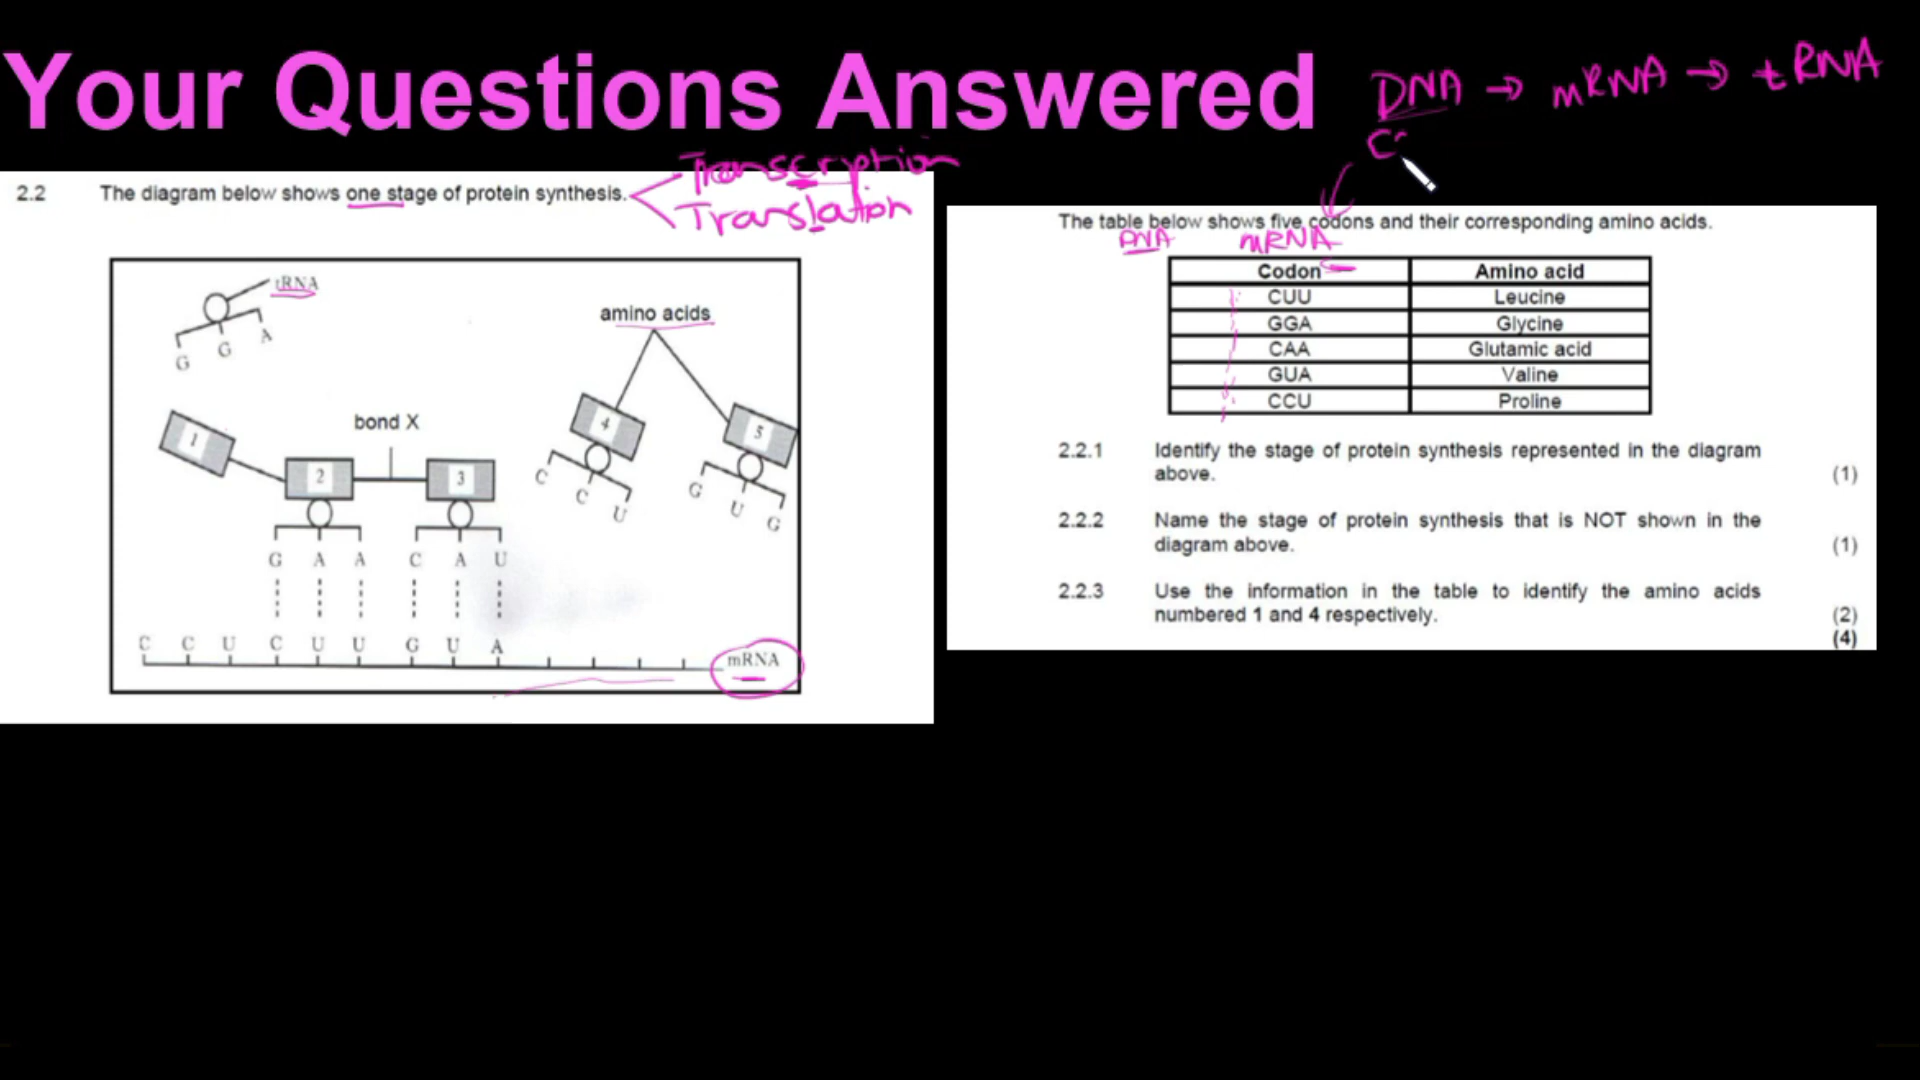 Your Questions Answered
DNA → mRNA → tRNA
Transcription
2.2 The diagram below shows one stage of protein synthesis.
Translation
tRNA
G G A
amino acids
1
bond X
2
3
4
5
C C U
G U G
G A A C A U
C C U C U U G U A
mRNA
The table below shows five codons and their corresponding amino acids.
DNA mRNA
Codon Amino acid
CUU Leucine
GGA Glycine
CAA Glutamic acid
GUA Valine
CCU Proline
2.2.1 Identify the stage of protein synthesis represented in the diagram
above. (1)
2.2.2 Name the stage of protein synthesis that is NOT shown in the
diagram above. (1)
2.2.3 Use the information in the table to identify the amino acids
numbered 1 and 4 respectively. (2)
(4)